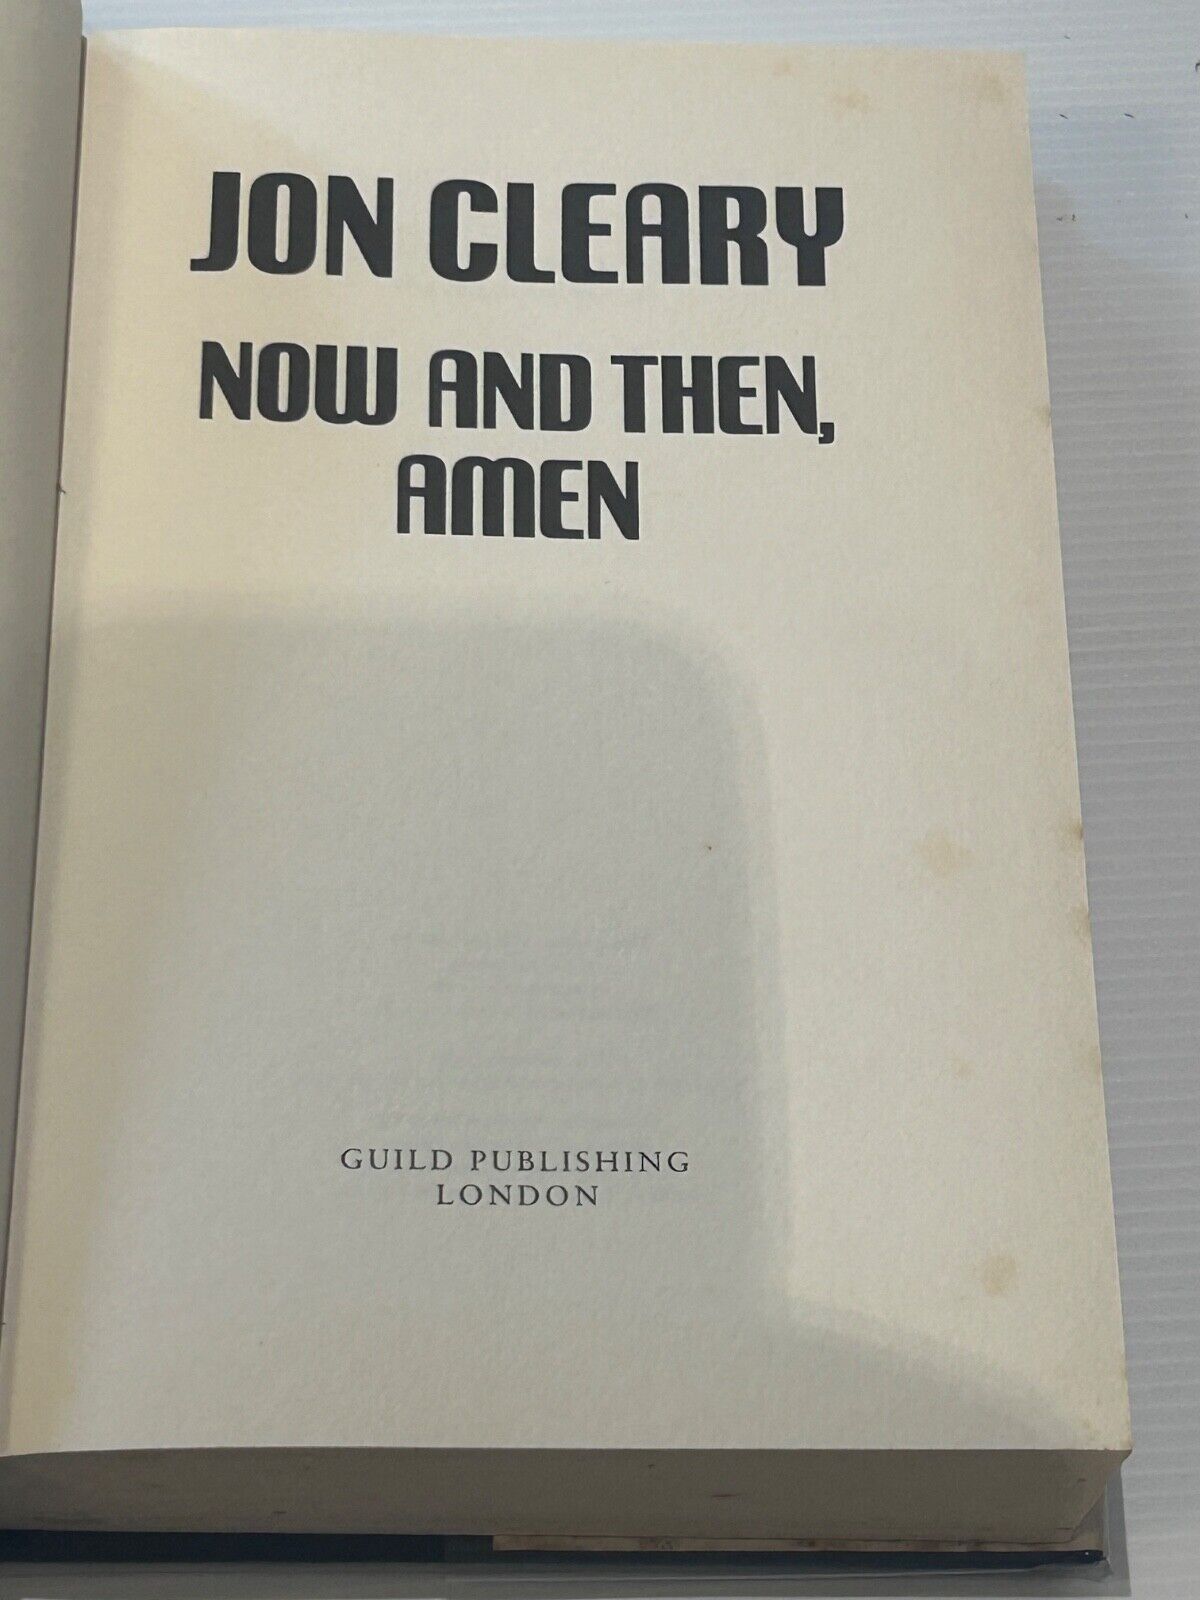 JON CLEARY
NOW AND THEN,
AMEN
GUILD PUBLISHING
LONDON